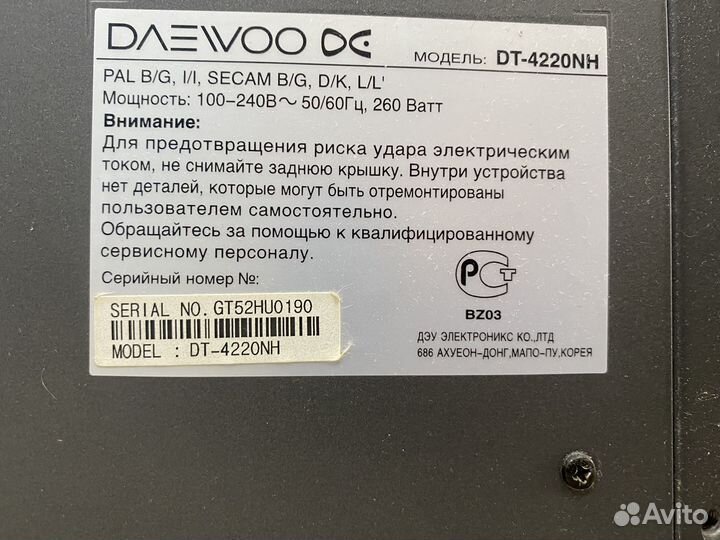 DAEWOO
МОДЕЛЬ: DT-4220NH
PAL B/G, I/I, SECAM B/G, D/K, L/L'
Мощность: 100–240В~ 50/60Гц, 260 Ватт
Внимание:
Для предотвращения риска удара электрическим
током, не снимайте заднюю крышку. Внутри устройства
нет деталей, которые могут быть отремонтированы
пользователем самостоятельно.
Обращайтесь за помощью к квалифицированному
сервисному персоналу.
Серийный номер №:
SERIAL NO. GT52HU0190
MODEL : DT-4220NH
РСТ
BZ03
ДЭУ ЭЛЕКТРОНИКС КО.,ЛТД
686 АХУЕОН-ДОНГ,МАПО-ПУ,КОРЕЯ
Avito